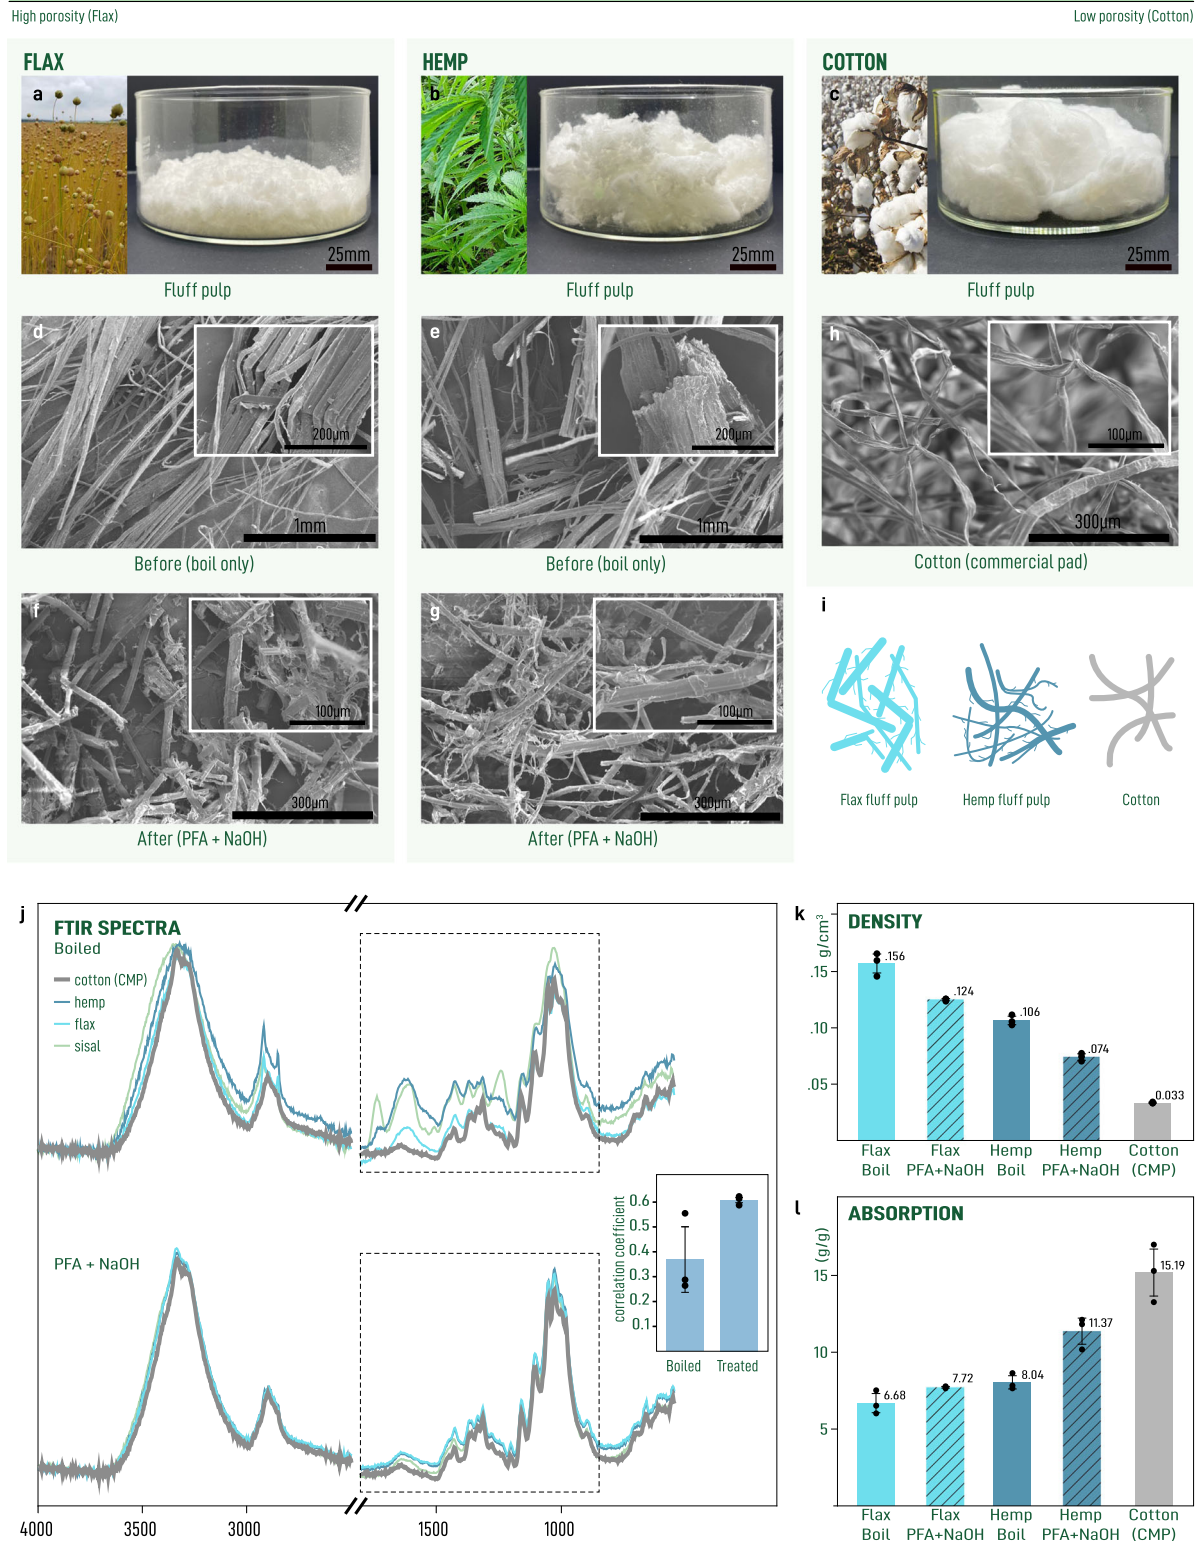 High porosity (Flax)
Low porosity (Cotton)
FLAX
HEMP
COTTON
a
25mm
b
25mm
c
25mm
Fluff pulp
Fluff pulp
Fluff pulp
d
200µm
1mm
e
200µm
1mm
h
100µm
300µm
Before (boil only)
Before (boil only)
Cotton (commercial pad)
f
100µm
300µm
g
100µm
300µm
After (PFA + NaOH)
After (PFA + NaOH)
i
Flax fluff pulp
Hemp fluff pulp
Cotton
j
FTIR SPECTRA
Boiled
cotton (CMP)
hemp
flax
sisal
PFA + NaOH
correlation coefficient
0.6
0.5
0.4
0.3
0.2
0.1
Boiled
Treated
4000
3500
3000
1500
1000
k
DENSITY
g/cm³
.15
.10
.05
.156
.124
.106
.074
0.033
Flax Boil
Flax PFA+NaOH
Hemp Boil
Hemp PFA+NaOH
Cotton (CMP)
l
ABSORPTION
(g/g)
15
10
5
6.68
7.72
8.04
11.37
15.19
Flax Boil
Flax PFA+NaOH
Hemp Boil
Hemp PFA+NaOH
Cotton (CMP)